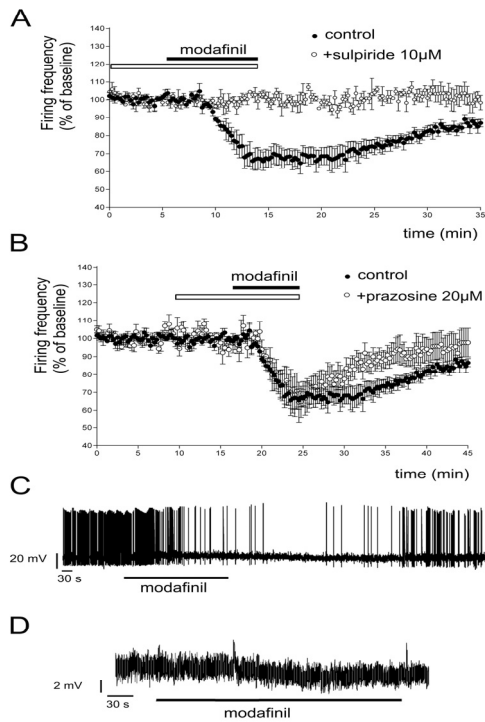 A
Firing frequency
(% of baseline)
140
130
120
110
100
90
80
70
60
50
40
modafinil
control
+sulpiride 10µM
0 5 10 15 20 25 30 35
time (min)
B
Firing frequency
(% of baseline)
140
130
120
110
100
90
80
70
60
50
40
modafinil
control
+prazosine 20µM
0 5 10 15 20 25 30 35 40 45
time (min)
C
20 mV
30 s
modafinil
D
2 mV
30 s
modafinil